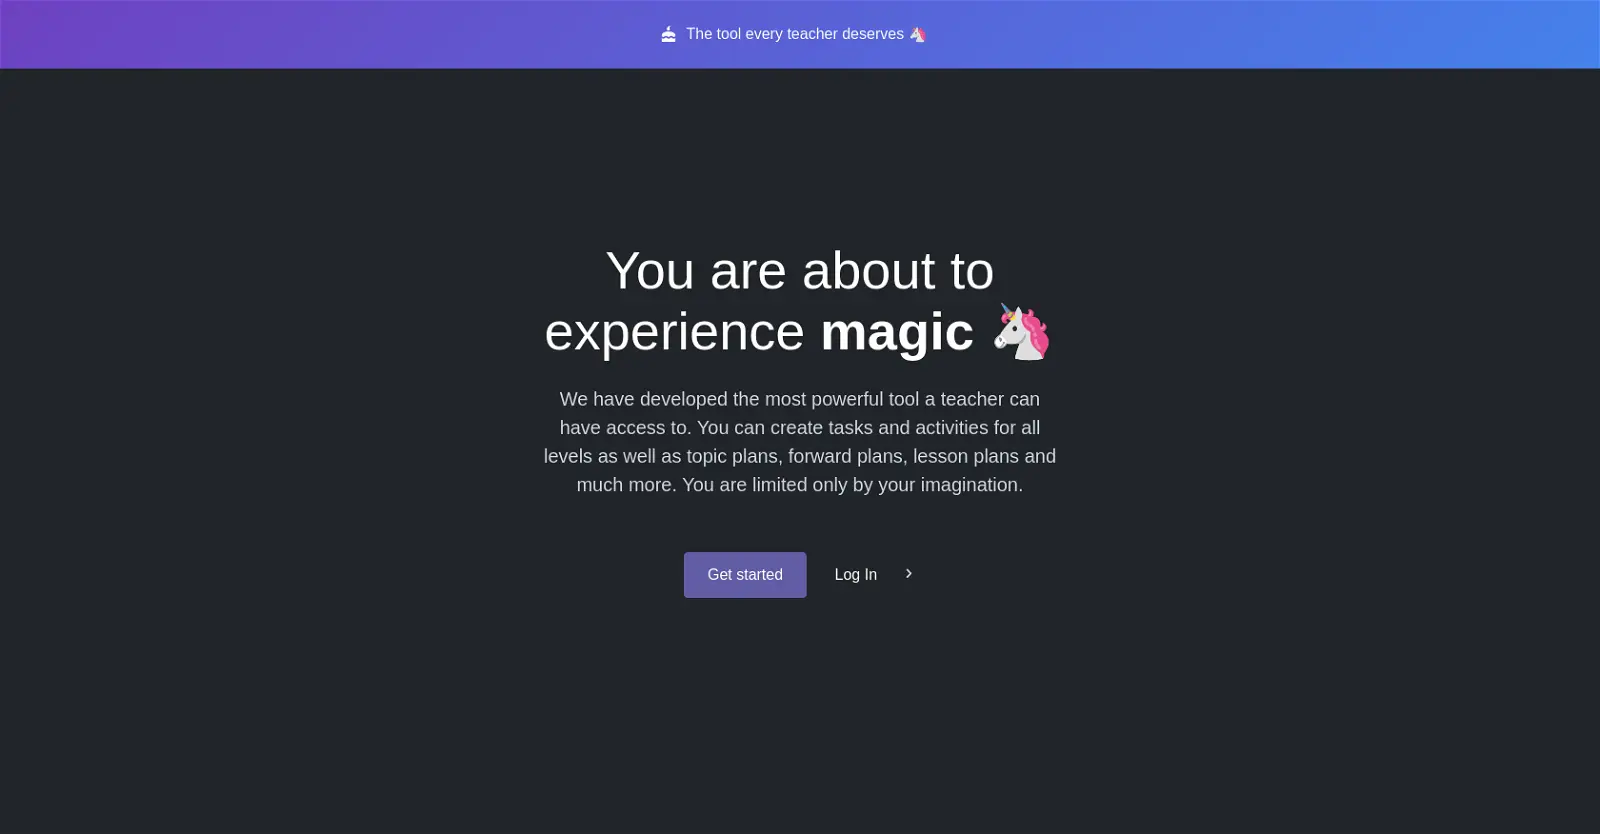 The tool every teacher deserves 🦄
You are about to
experience magic 🦄
We have developed the most powerful tool a teacher can
have access to. You can create tasks and activities for all
levels as well as topic plans, forward plans, lesson plans and
much more. You are limited only by your imagination.
Get started
Log In